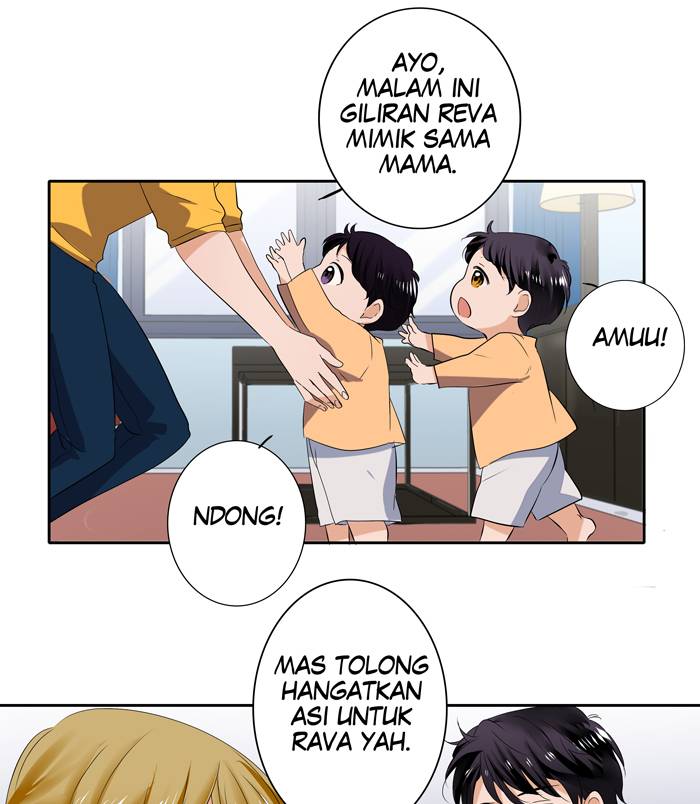 AYO,
MALAM INI
GILIRAN REVA
MIMIK SAMA
MAMA.
AMUU!
NDONG!
MAS TOLONG
HANGATKAN
ASI UNTUK
RAVA YAH.